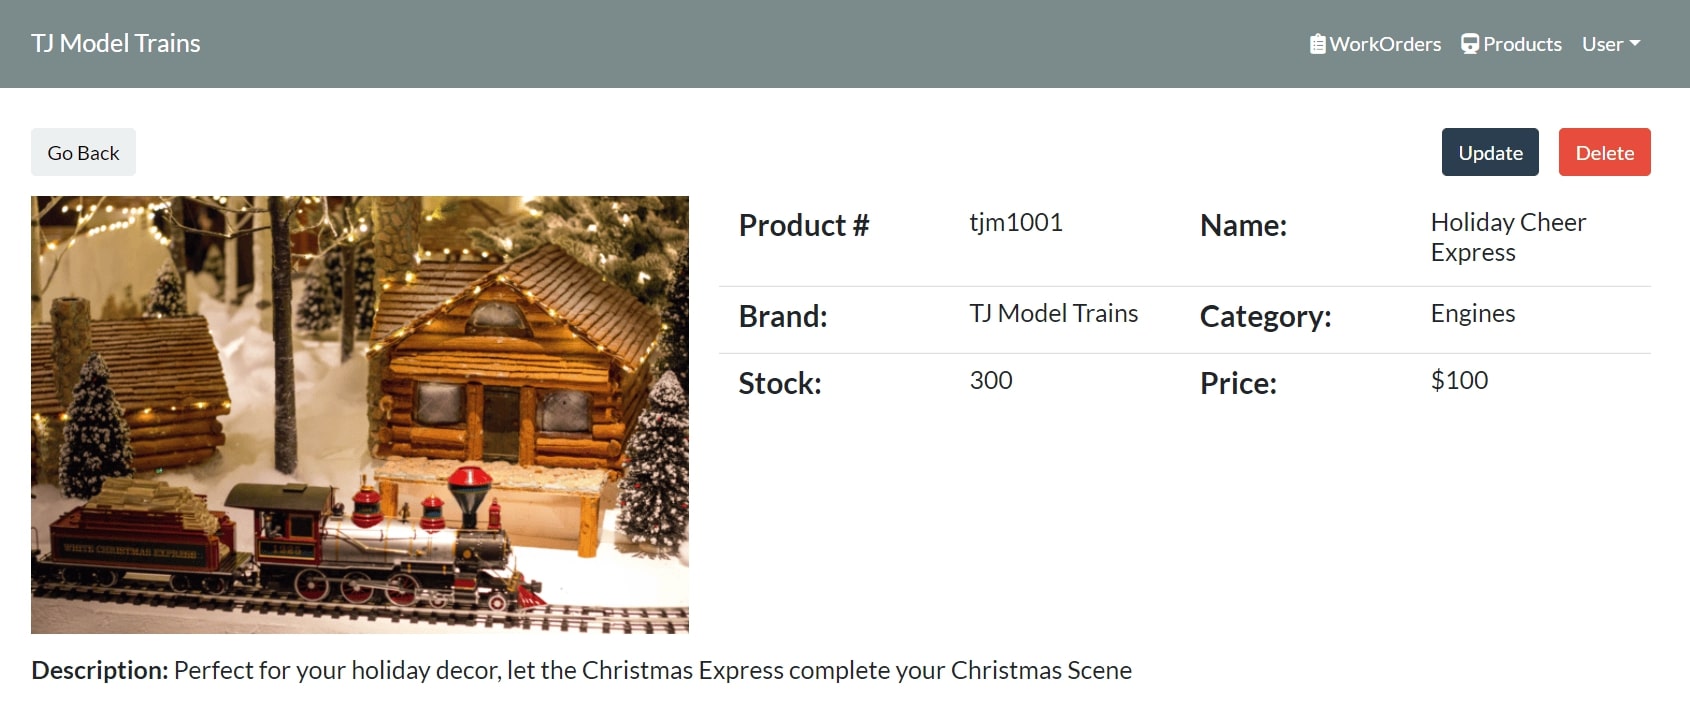 TJ Model Trains
WorkOrders
Products
User
Go Back
Update
Delete
Product #
tjm1001
Name:
Holiday Cheer
Express
Brand:
TJ Model Trains
Category:
Engines
Stock:
300
Price:
$100
WHITE CHRISTMAS EXPRESS
1225
Description: Perfect for your holiday decor, let the Christmas Express complete your Christmas Scene